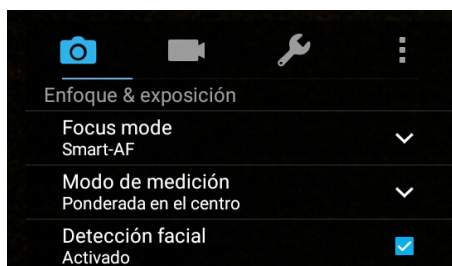 Enfoque & exposición
Focus mode
Smart-AF
Modo de medición
Ponderada en el centro
Detección facial
Activado